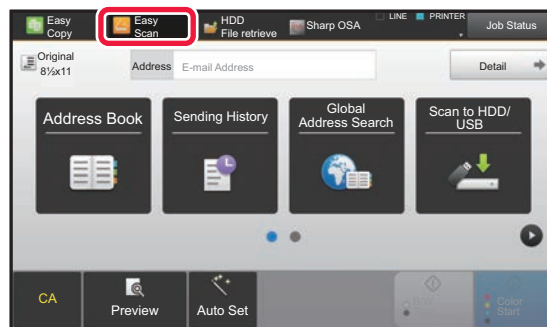 Easy
Copy
Easy
Scan
HDD
File retrieve
Sharp OSA
LINE
PRINTER
Job Status
Original
8½x11
Address
E-mail Address
Detail
Address Book
Sending History
Global
Address Search
Scan to HDD/
USB
CA
Preview
Auto Set
Color
Start